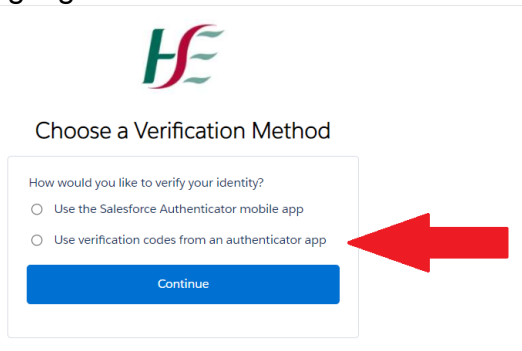 HSE
Choose a Verification Method
How would you like to verify your identity?
Use the Salesforce Authenticator mobile app
Use verification codes from an authenticator app
Continue